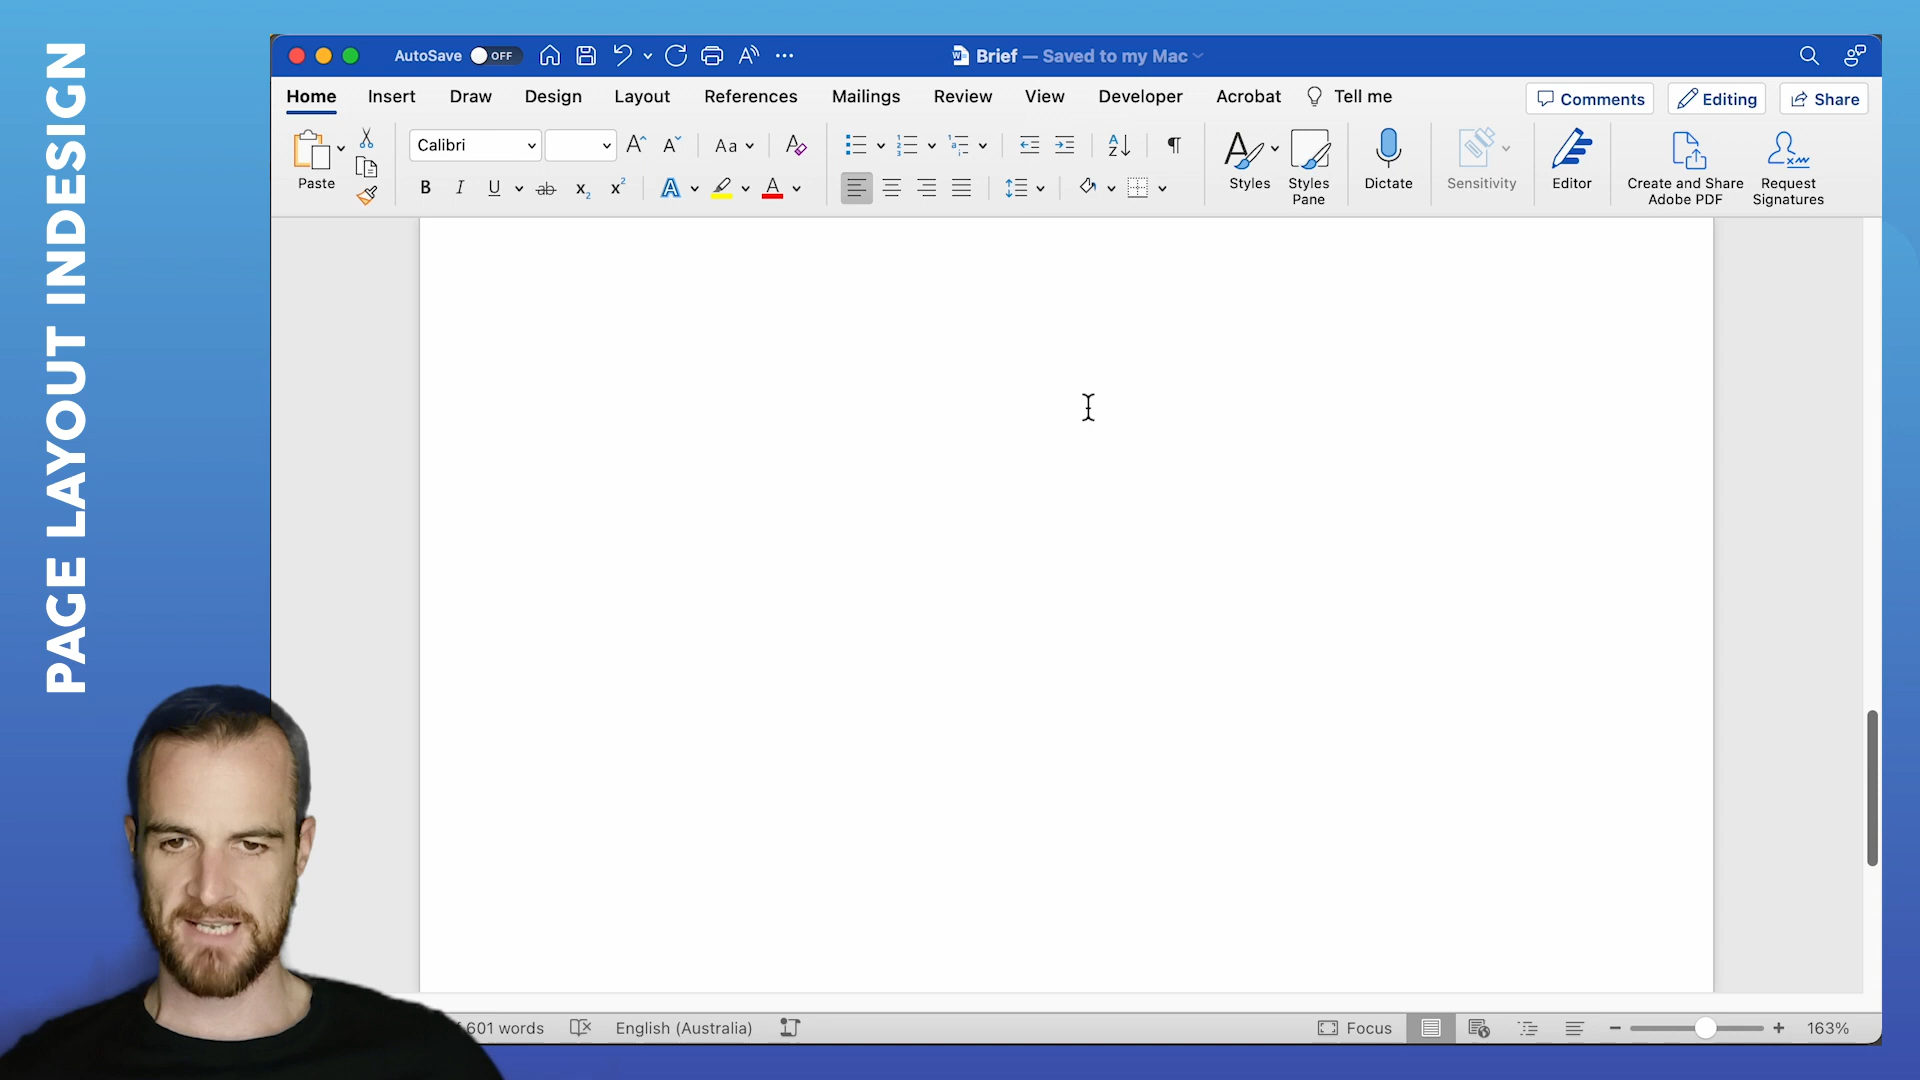 PAGE LAYOUT INDESIGN
AutoSave OFF
Brief — Saved to my Mac
Home Insert Draw Design Layout References Mailings Review View Developer Acrobat Tell me
Comments Editing Share
Calibri
Aa
Paste
Styles
Styles Pane
Dictate
Sensitivity
Editor
Create and Share Adobe PDF
Request Signatures
601 words
English (Australia)
Focus
163%